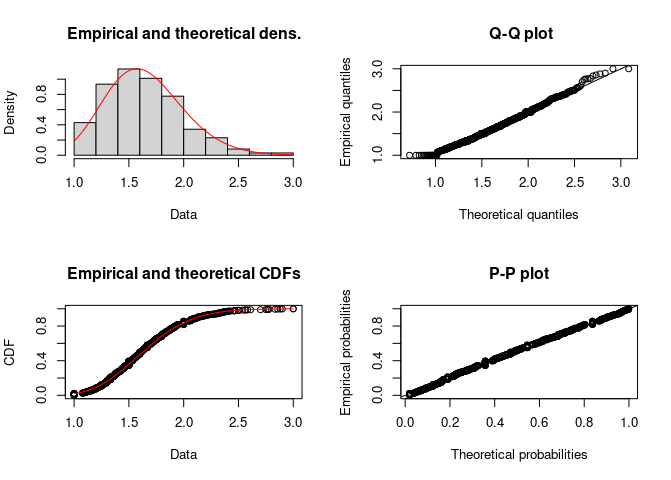 Empirical and theoretical dens.
Density
0.0 0.4 0.8
1.0 1.5 2.0 2.5 3.0
Data
Q-Q plot
Empirical quantiles
1.0 2.0 3.0
1.0 1.5 2.0 2.5 3.0
Theoretical quantiles
Empirical and theoretical CDFs
CDF
0.0 0.4 0.8
1.0 1.5 2.0 2.5 3.0
Data
P-P plot
Empirical probabilities
0.0 0.4 0.8
0.0 0.2 0.4 0.6 0.8 1.0
Theoretical probabilities